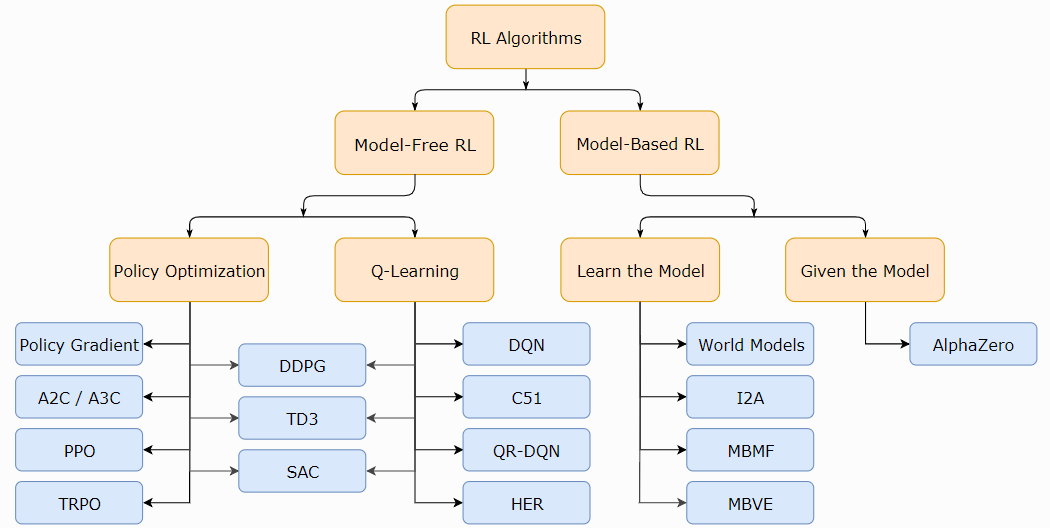 RL Algorithms
Model-Free RL
Model-Based RL
Policy Optimization
Q-Learning
Learn the Model
Given the Model
Policy Gradient
DDPG
DQN
World Models
AlphaZero
A2C / A3C
TD3
C51
I2A
PPO
SAC
QR-DQN
MBMF
TRPO
HER
MBVE